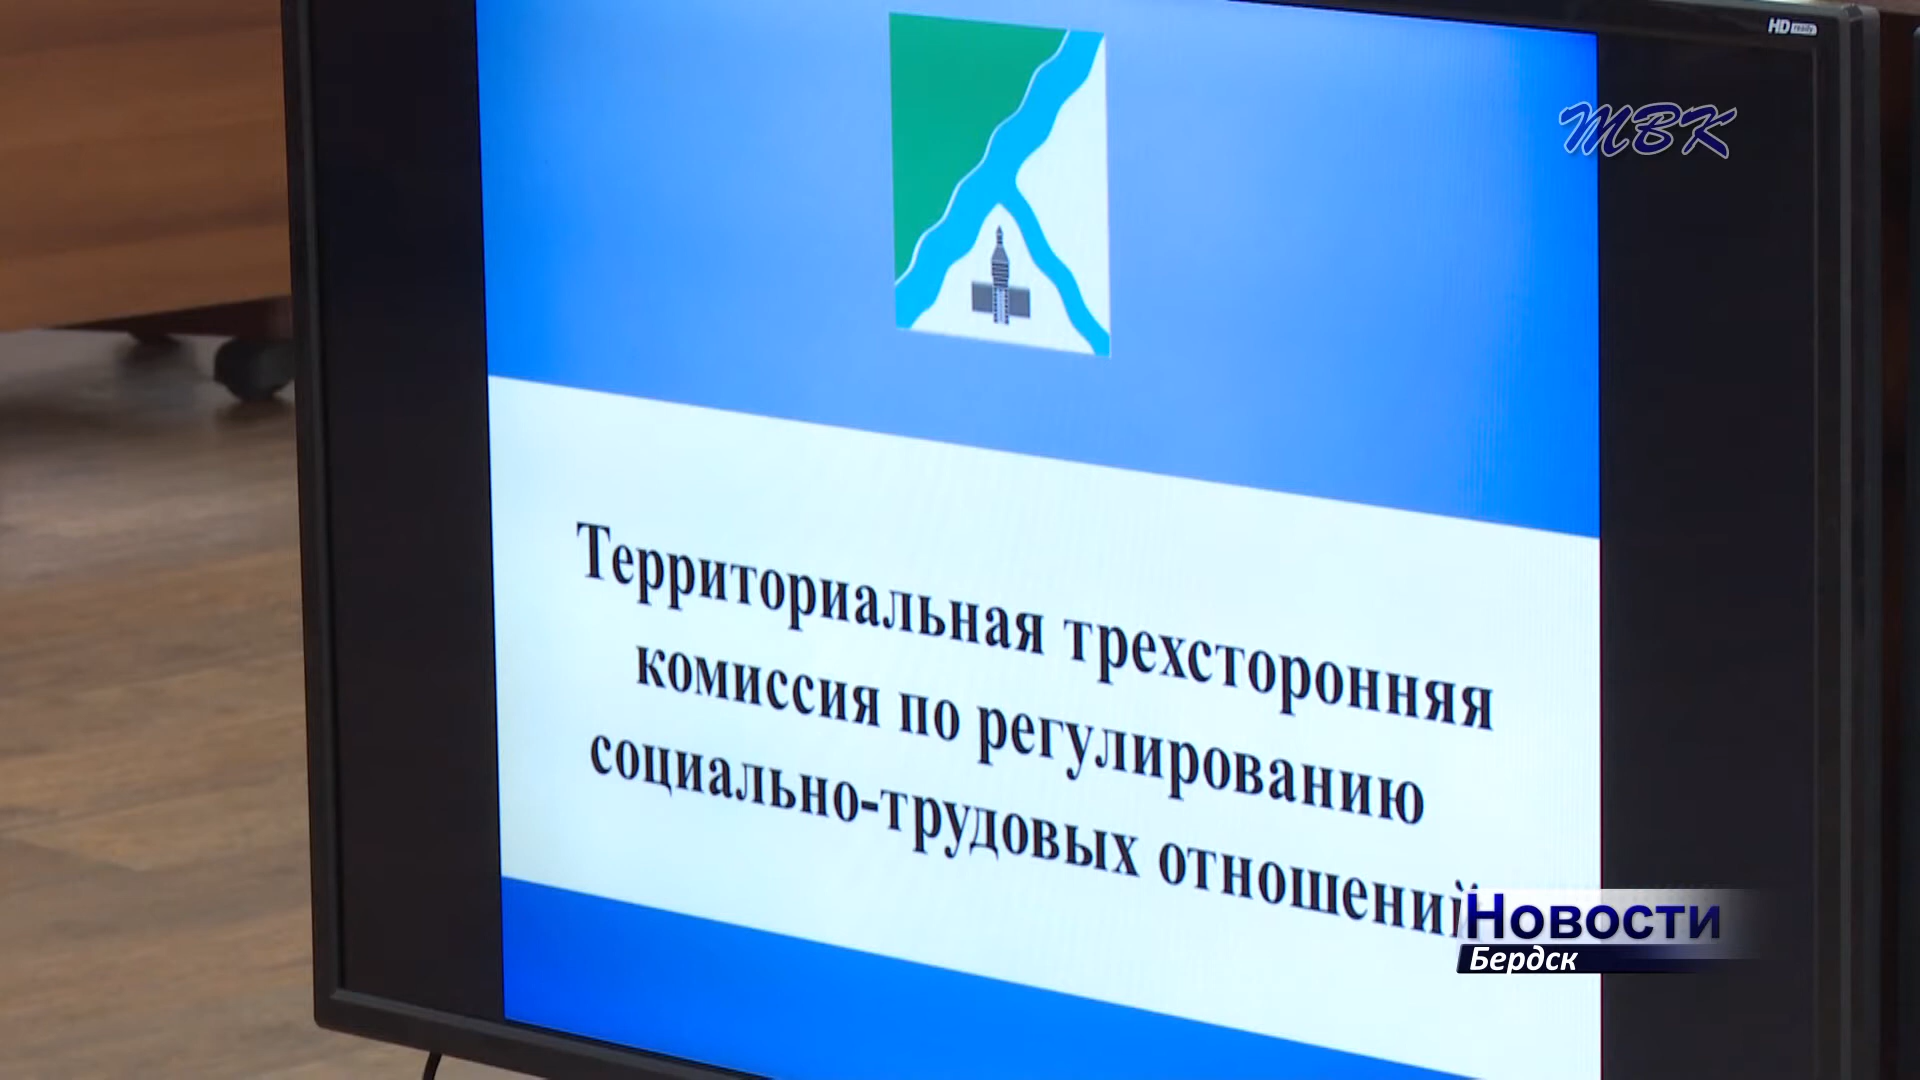 HD ready
ТВК
Территориальная трехсторонняя
комиссия по регулированию
социально-трудовых отношений
Новости
Бердск